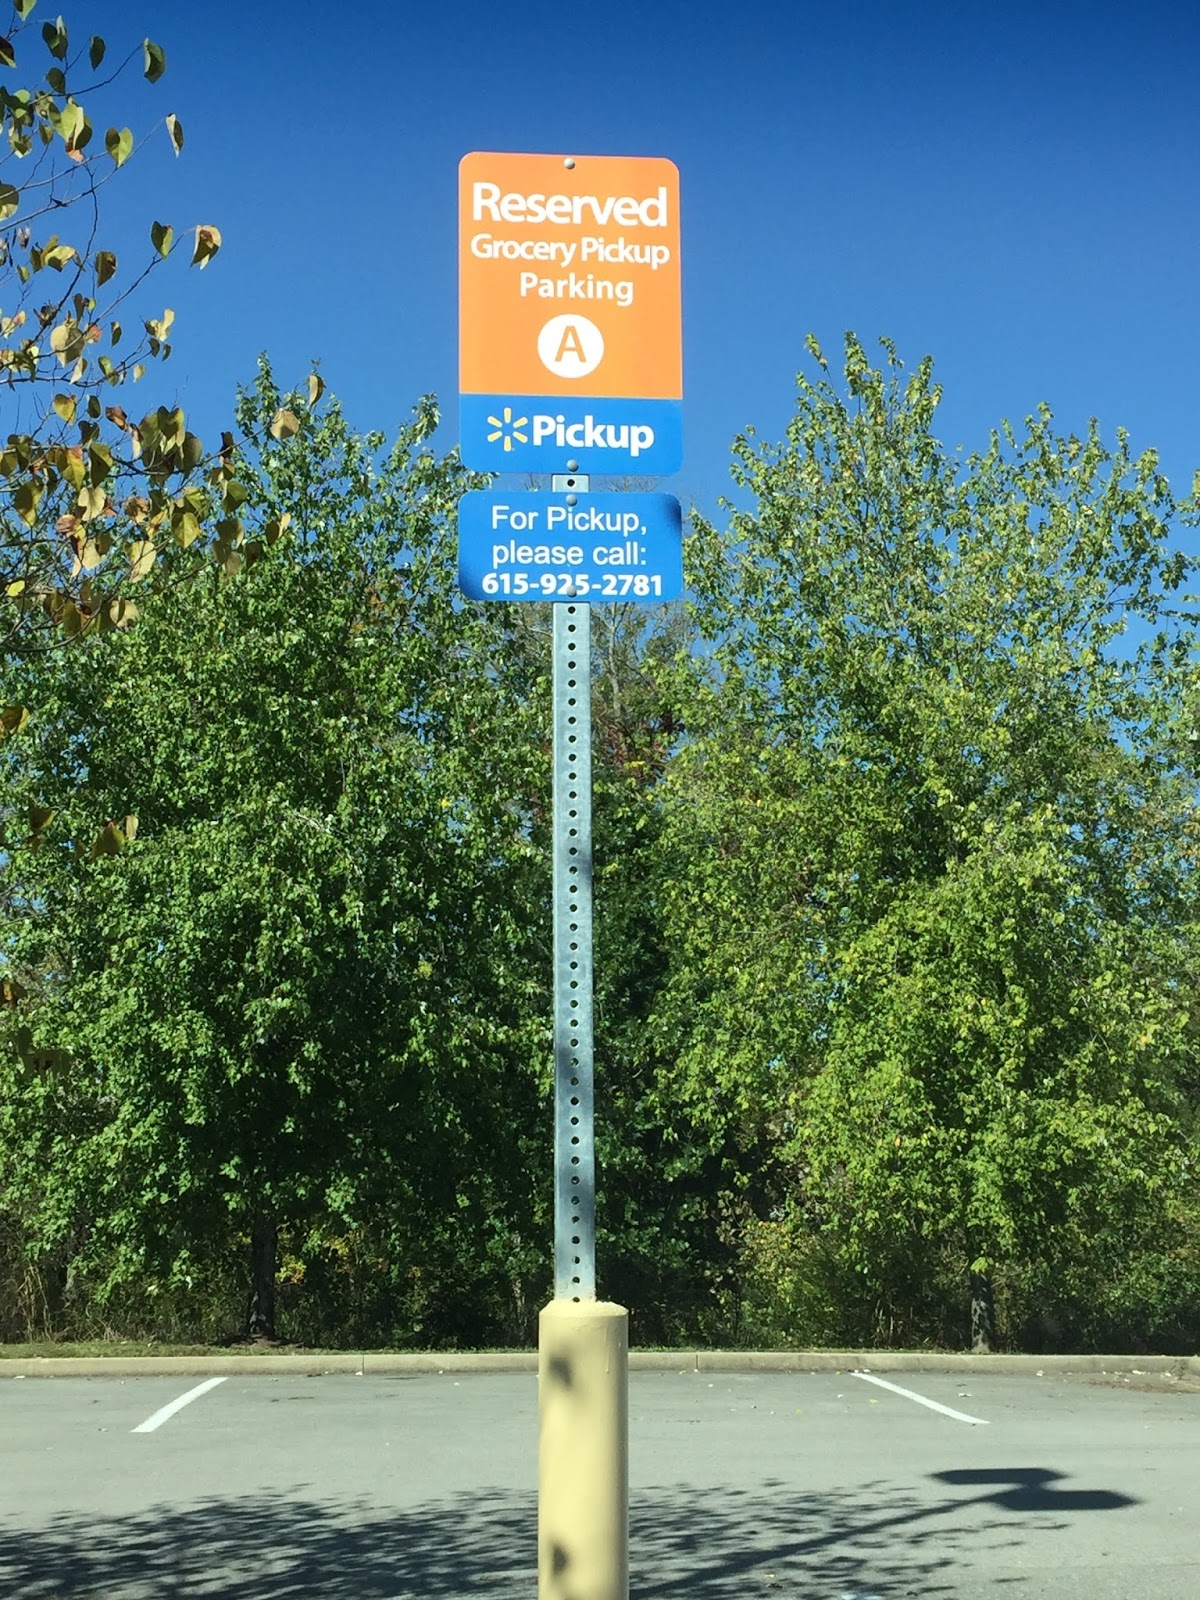 Reserved
Grocery Pickup
Parking
A
Pickup
For Pickup,
please call:
615-925-2781